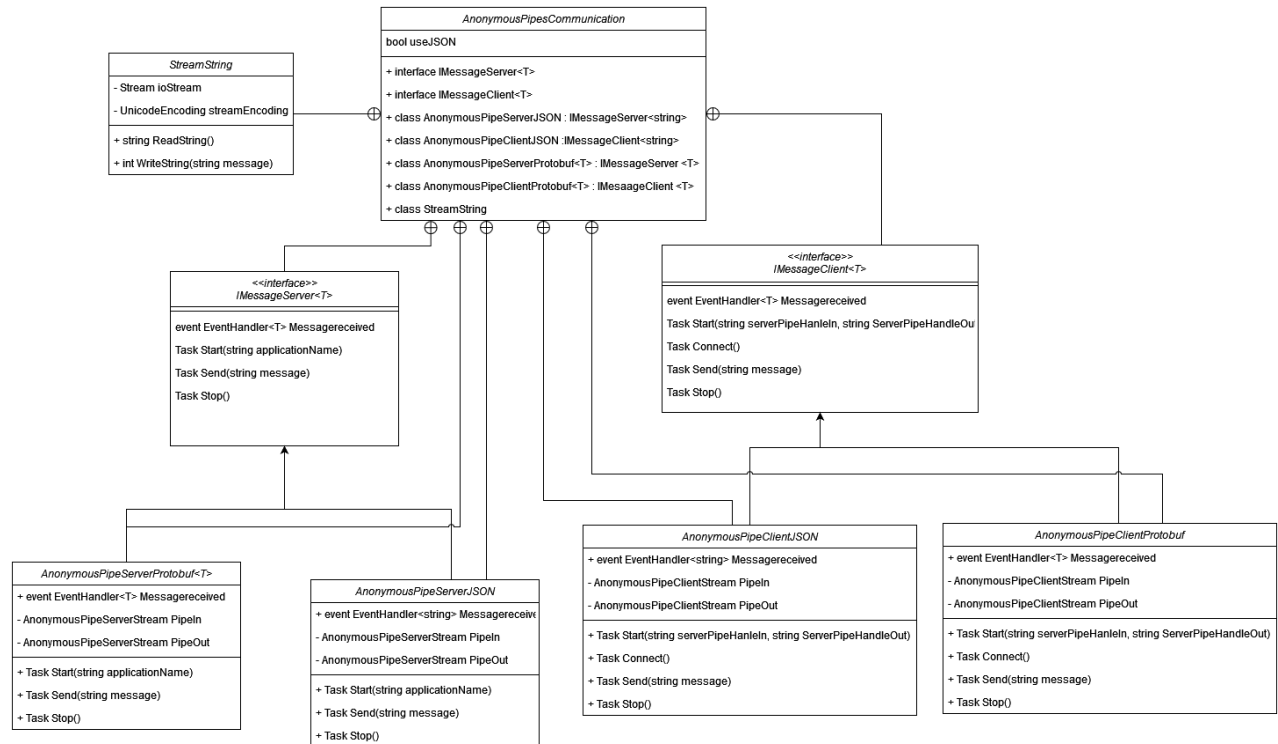 AnonymousPipesCommunication
bool useJSON
+ interface IMessageServer<T>
+ interface IMessageClient<T>
+ class AnonymousPipeServerJSON : IMessageServer<string>
+ class AnonymousPipeClientJSON :IMessageClient<string>
+ class AnonymousPipeServerProtobuf<T> : IMessageServer <T>
+ class AnonymousPipeClientProtobuf<T> : IMesaageClient <T>
+ class StreamString
StreamString
- Stream ioStream
- UnicodeEncoding streamEncoding
+ string ReadString()
+ int WriteString(string message)
<<interface>>
IMessageServer<T>
event EventHandler<T> Messagereceived
Task Start(string applicationName)
Task Send(string message)
Task Stop()
<<interface>>
IMessageClient<T>
event EventHandler<T> Messagereceived
Task Start(string serverPipeHanleIn, string ServerPipeHandleOu
Task Connect()
Task Send(string message)
Task Stop()
AnonymousPipeServerProtobuf<T>
+ event EventHandler<T> Messagereceived
- AnonymousPipeServerStream PipeIn
- AnonymousPipeServerStream PipeOut
+ Task Start(string applicationName)
+ Task Send(string message)
+ Task Stop()
AnonymousPipeServerJSON
+ event EventHandler<string> Messagereceive
- AnonymousPipeServerStream PipeIn
- AnonymousPipeServerStream PipeOut
+ Task Start(string applicationName)
+ Task Send(string message)
+ Task Stop()
AnonymousPipeClientJSON
+ event EventHandler<string> Messagereceived
- AnonymousPipeClientStream PipeIn
- AnonymousPipeClientStream PipeOut
+ Task Start(string serverPipeHanleIn, string ServerPipeHandleOut)
+ Task Connect()
+ Task Send(string message)
+ Task Stop()
AnonymousPipeClientProtobuf
+ event EventHandler<T> Messagereceived
- AnonymousPipeClientStream PipeIn
- AnonymousPipeClientStream PipeOut
+ Task Start(string serverPipeHanleIn, string ServerPipeHandleOut)
+ Task Connect()
+ Task Send(string message)
+ Task Stop()